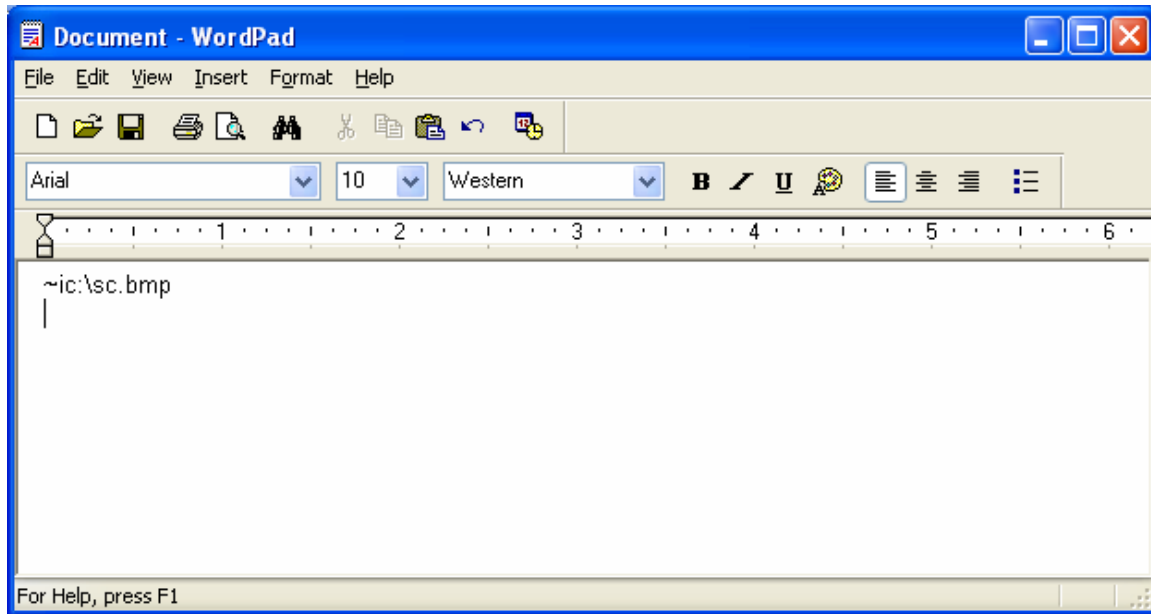 Document - WordPad
File Edit View Insert Format Help
Arial 10 Western B / U
1 2 3 4 5 6
~ic:\sc.bmp
For Help, press F1